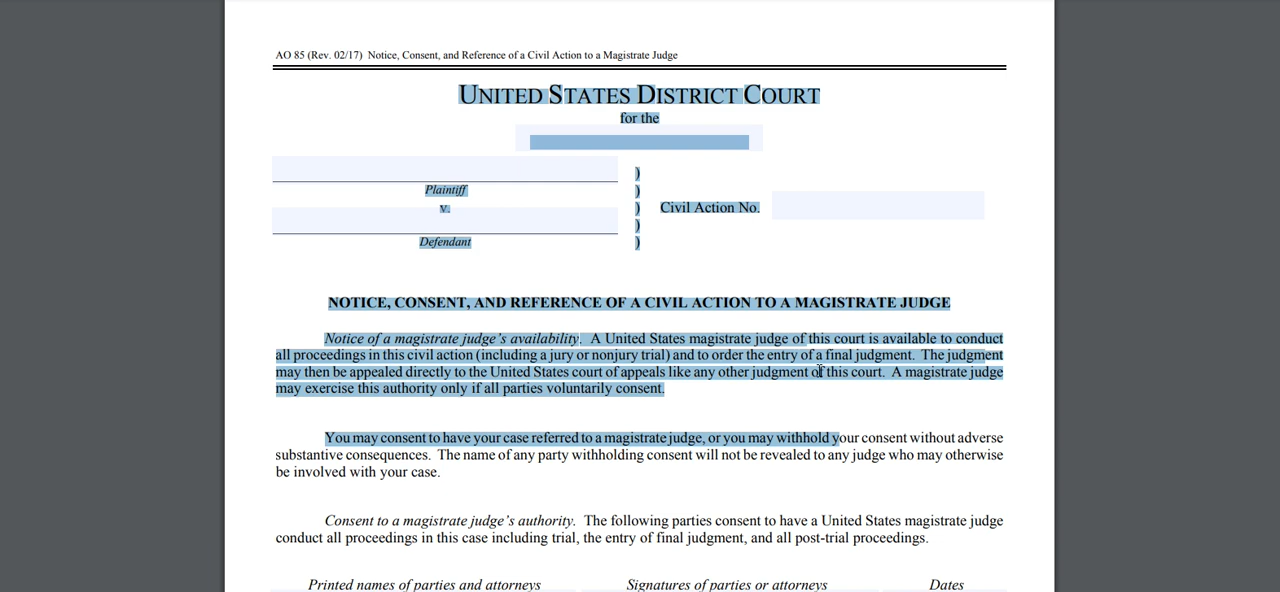 AO 85 (Rev. 02/17) Notice, Consent, and Reference of a Civil Action to a Magistrate Judge
UNITED STATES DISTRICT COURT
for the
Plaintiff
v.
Defendant
)
)
)
)
)
Civil Action No.
NOTICE, CONSENT, AND REFERENCE OF A CIVIL ACTION TO A MAGISTRATE JUDGE
Notice of a magistrate judge's availability. A United States magistrate judge of this court is available to conduct
all proceedings in this civil action (including a jury or nonjury trial) and to order the entry of a final judgment. The judgment
may then be appealed directly to the United States court of appeals like any other judgment of this court. A magistrate judge
may exercise this authority only if all parties voluntarily consent.
You may consent to have your case referred to a magistrate judge, or you may withhold your consent without adverse
substantive consequences. The name of any party withholding consent will not be revealed to any judge who may otherwise
be involved with your case.
Consent to a magistrate judge's authority. The following parties consent to have a United States magistrate judge
conduct all proceedings in this case including trial, the entry of final judgment, and all post-trial proceedings.
Printed names of parties and attorneys Signatures of parties or attorneys Dates